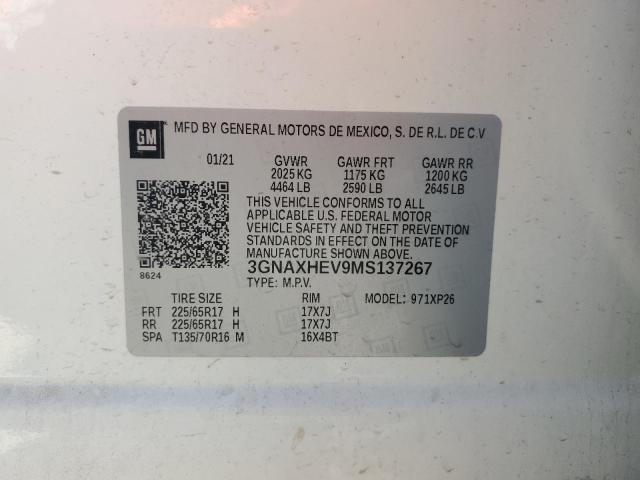 GM MFD BY GENERAL MOTORS DE MEXICO, S. DE R.L. DE C.V
01/21 GVWR GAWR FRT GAWR RR
2025 KG 1175 KG 1200 KG
4464 LB 2590 LB 2645 LB
THIS VEHICLE CONFORMS TO ALL
APPLICABLE U.S. FEDERAL MOTOR
VEHICLE SAFETY AND THEFT PREVENTION
STANDARDS IN EFFECT ON THE DATE OF
MANUFACTURE SHOWN ABOVE.
3GNAXHEV9MS137267
8624
TYPE: M.P.V.
TIRE SIZE RIM MODEL: 971XP26
FRT 225/65R17 H 17X7J
RR 225/65R17 H 17X7J
SPA T135/70R16 M 16X4BT